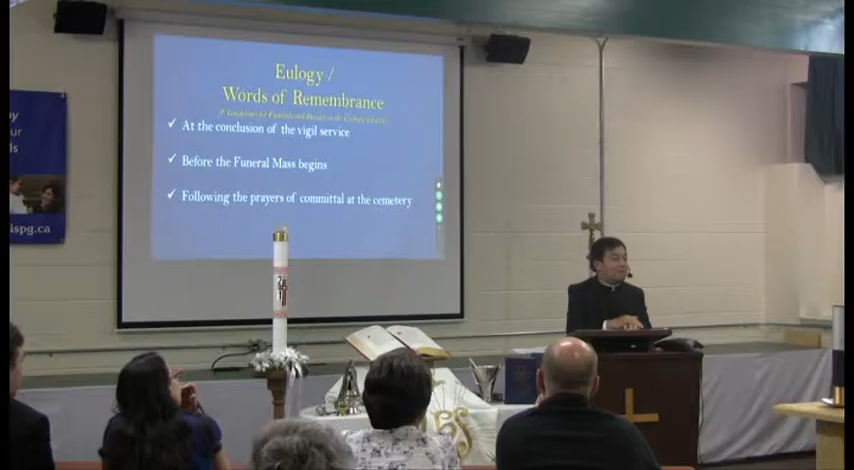 Eulogy /
Words of Remembrance
At the conclusion of the vigil service
Before the Funeral Mass begins
Following the prayers of committal at the cemetery
ispg.ca